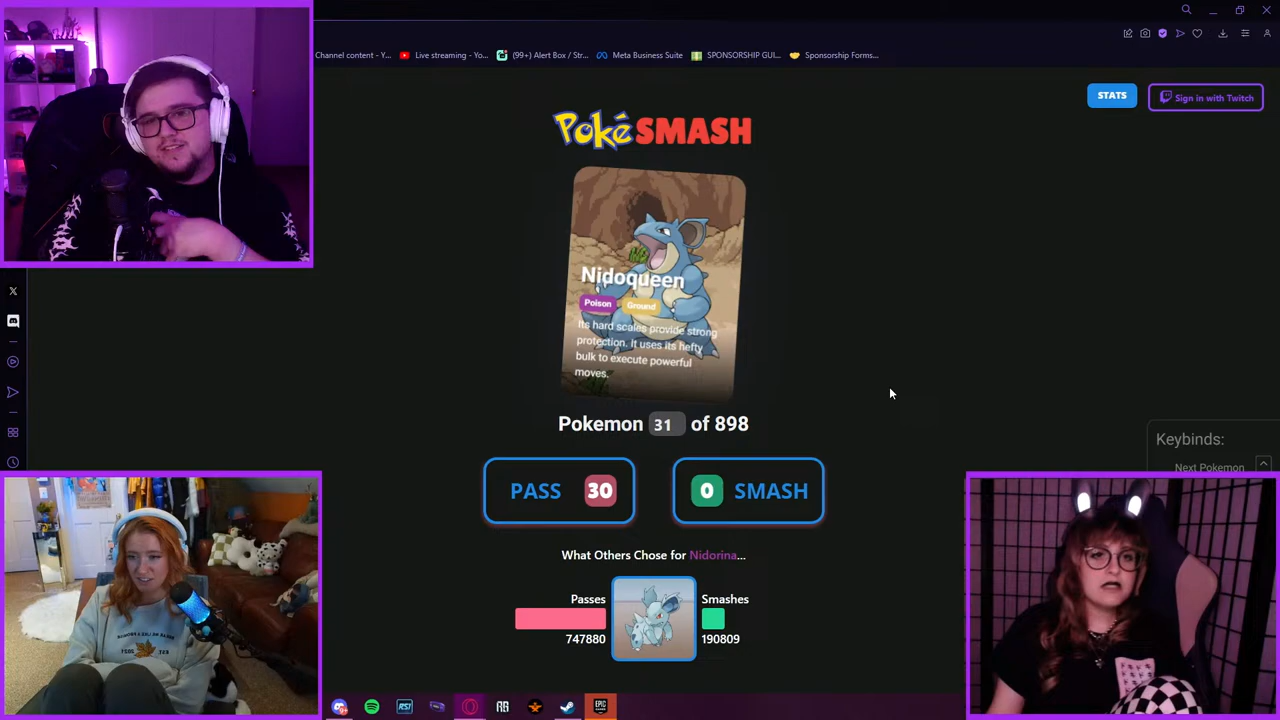 Channel content - Y...
Live streaming - Yo...
(99+) Alert Box / Str...
Meta Business Suite
SPONSORSHIP GUI...
Sponsorship Forms...
STATS
Sign in with Twitch
PokéSMASH
Nidoqueen
Poison
Ground
Its hard scales provide strong
protection. It uses its hefty
bulk to execute powerful
moves.
Pokemon 31 of 898
Keybinds:
Next Pokemon
PASS 30
0 SMASH
What Others Chose for Nidorina...
Passes
747880
Smashes
190809
RSI
EPIC